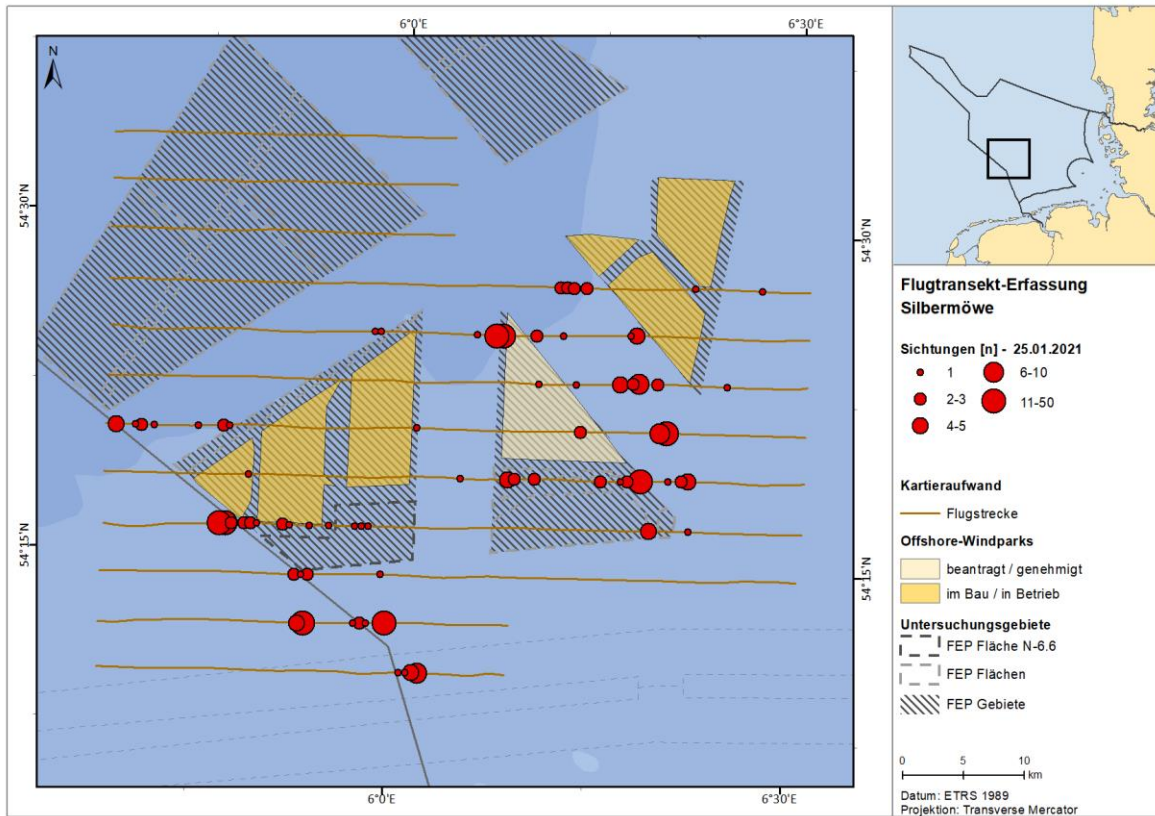 6°0'E
6°30'E
N
54°30'N
54°30'N
54°15'N
54°15'N
6°0'E
6°30'E
Flugtransekt-Erfassung
Silbermöwe
Sichtungen [n] - 25.01.2021
1
6-10
2-3
11-50
4-5
Kartieraufwand
Flugstrecke
Offshore-Windparks
beantragt / genehmigt
im Bau / in Betrieb
Untersuchungsgebiete
FEP Fläche N-6.6
FEP Flächen
FEP Gebiete
0 5 10
km
Datum: ETRS 1989
Projektion: Transverse Mercator